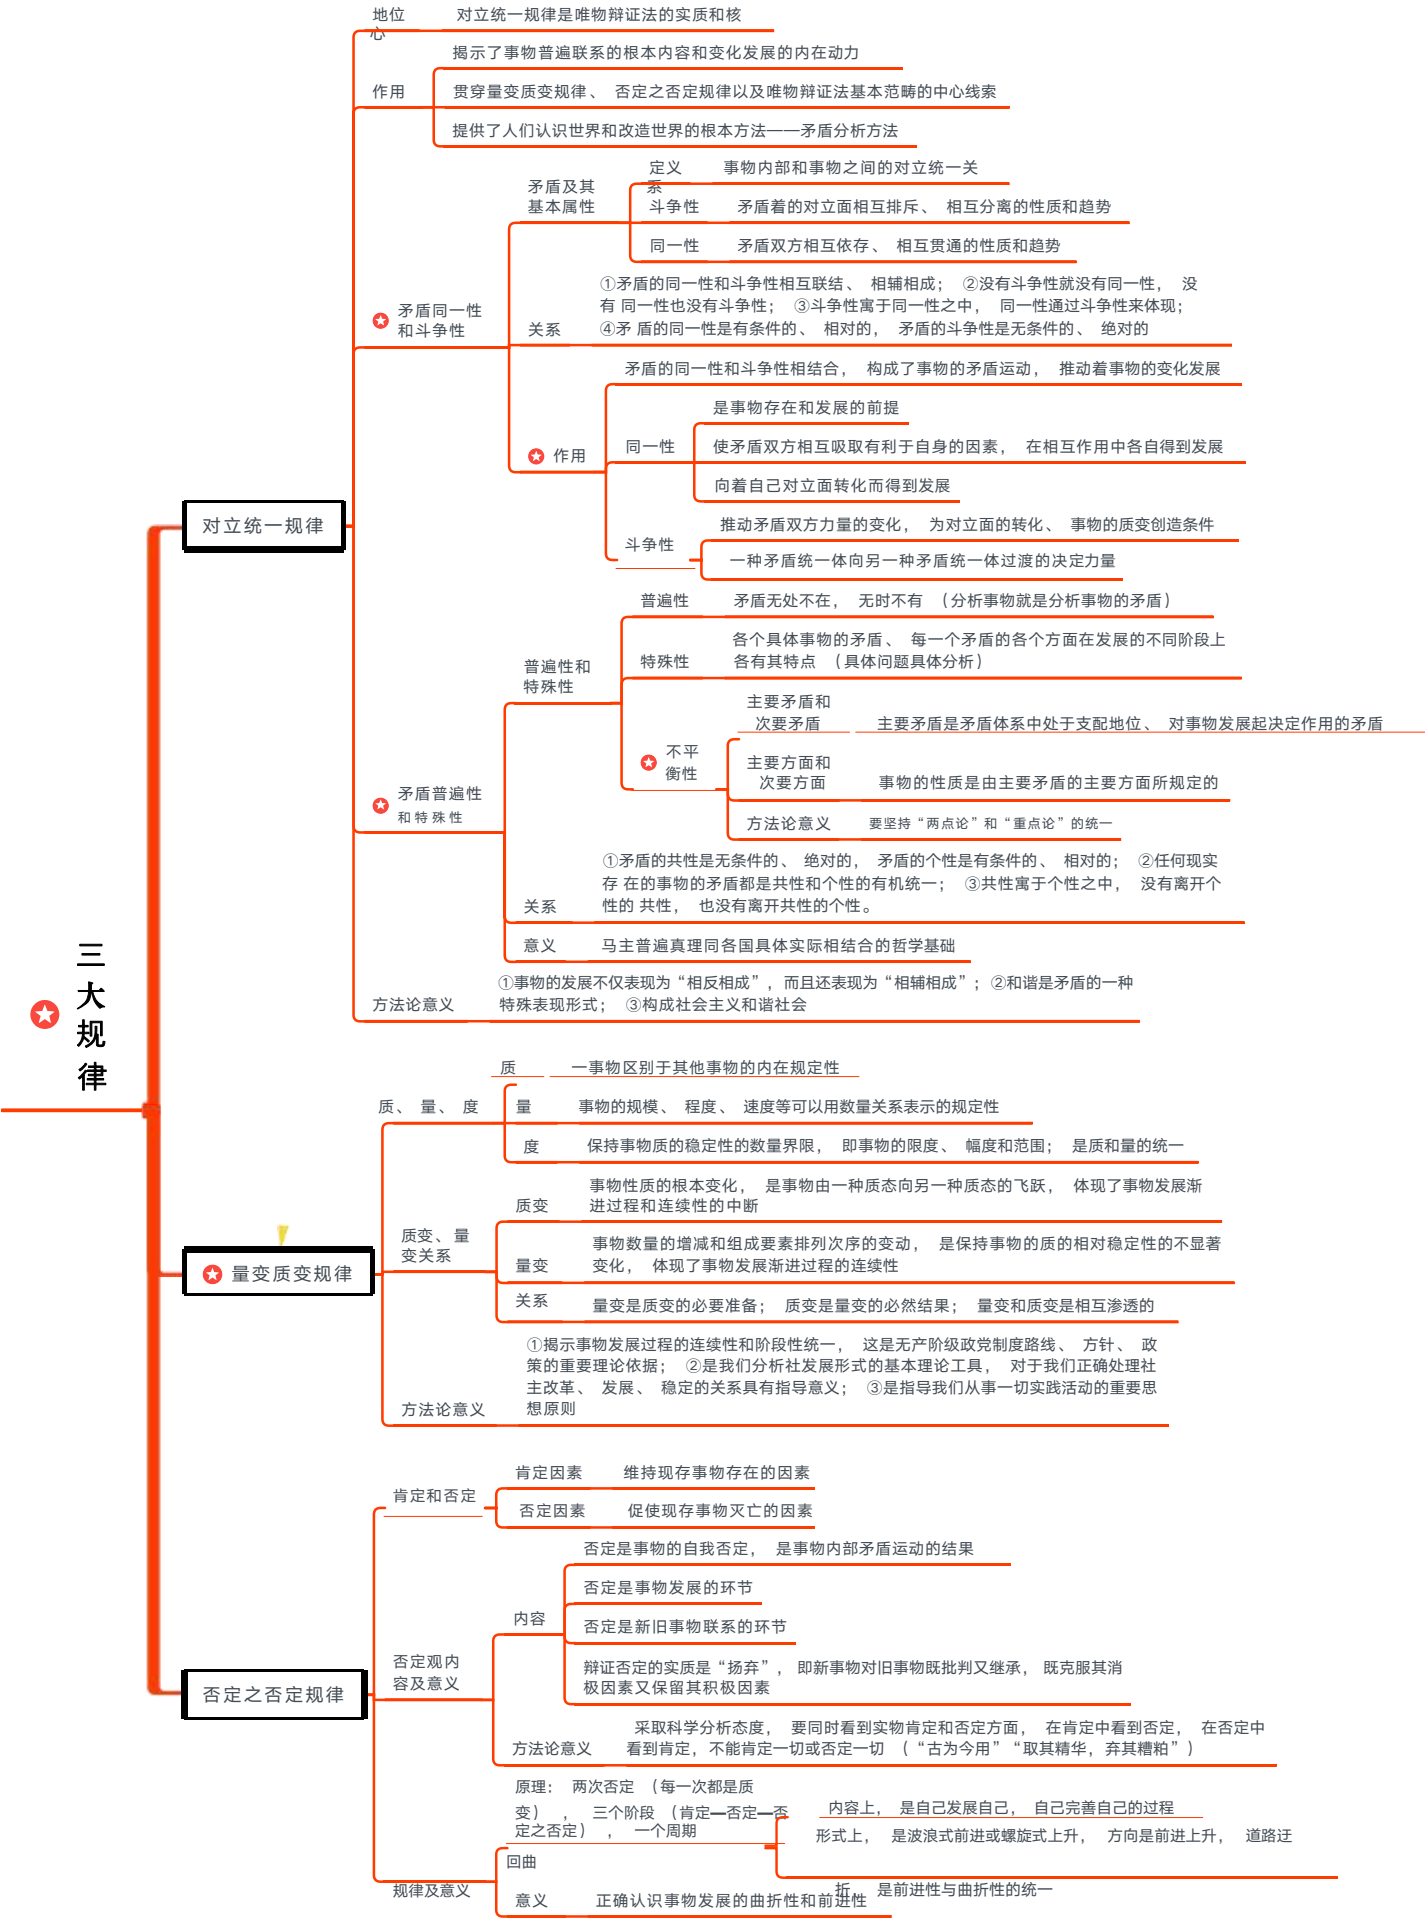 三
大
规
律
对立统一规律
地位
心
对立统一规律是唯物辩证法的实质和核
作用
揭示了事物普遍联系的根本内容和变化发展的内在动力
贯穿量变质变规律、 否定之否定规律以及唯物辩证法基本范畴的中心线索
提供了人们认识世界和改造世界的根本方法——矛盾分析方法
矛盾同一性
和斗争性
矛盾及其
基本属性
定义
系
事物内部和事物之间的对立统一关
斗争性
矛盾着的对立面相互排斥、 相互分离的性质和趋势
同一性
矛盾双方相互依存、 相互贯通的性质和趋势
关系
①矛盾的同一性和斗争性相互联结、 相辅相成； ②没有斗争性就没有同一性， 没
有 同一性也没有斗争性； ③斗争性寓于同一性之中， 同一性通过斗争性来体现；
④矛 盾的同一性是有条件的、 相对的， 矛盾的斗争性是无条件的、 绝对的
作用
矛盾的同一性和斗争性相结合， 构成了事物的矛盾运动， 推动着事物的变化发展
同一性
是事物存在和发展的前提
使矛盾双方相互吸取有利于自身的因素， 在相互作用中各自得到发展
向着自己对立面转化而得到发展
斗争性
推动矛盾双方力量的变化， 为对立面的转化、 事物的质变创造条件
一种矛盾统一体向另一种矛盾统一体过渡的决定力量
矛盾普遍性
和特殊性
普遍性和
特殊性
普遍性
矛盾无处不在， 无时不有 （分析事物就是分析事物的矛盾）
特殊性
各个具体事物的矛盾、 每一个矛盾的各个方面在发展的不同阶段上
各有其特点 （具体问题具体分析）
不平
衡性
主要矛盾和
次要矛盾
主要矛盾是矛盾体系中处于支配地位、 对事物发展起决定作用的矛盾
主要方面和
次要方面
事物的性质是由主要矛盾的主要方面所规定的
方法论意义
要坚持“两点论”和“重点论”的统一
关系
①矛盾的共性是无条件的、 绝对的， 矛盾的个性是有条件的、 相对的； ②任何现实
存 在的事物的矛盾都是共性和个性的有机统一； ③共性寓于个性之中， 没有离开个
性的 共性， 也没有离开共性的个性。
意义
马主普遍真理同各国具体实际相结合的哲学基础
方法论意义
①事物的发展不仅表现为“相反相成”，而且还表现为“相辅相成”；②和谐是矛盾的一种
特殊表现形式； ③构成社会主义和谐社会
量变质变规律
质、 量、 度
质
一事物区别于其他事物的内在规定性
量
事物的规模、 程度、 速度等可以用数量关系表示的规定性
度
保持事物质的稳定性的数量界限， 即事物的限度、 幅度和范围； 是质和量的统一
质变、量
变关系
质变
事物性质的根本变化， 是事物由一种质态向另一种质态的飞跃， 体现了事物发展渐
进过程和连续性的中断
量变
事物数量的增减和组成要素排列次序的变动， 是保持事物的质的相对稳定性的不显著
变化， 体现了事物发展渐进过程的连续性
关系
量变是质变的必要准备； 质变是量变的必然结果； 量变和质变是相互渗透的
方法论意义
①揭示事物发展过程的连续性和阶段性统一， 这是无产阶级政党制度路线、 方针、 政
策的重要理论依据； ②是我们分析社发展形式的基本理论工具， 对于我们正确处理社
主改革、 发展、 稳定的关系具有指导意义； ③是指导我们从事一切实践活动的重要思
想原则
否定之否定规律
肯定和否定
肯定因素
维持现存事物存在的因素
否定因素
促使现存事物灭亡的因素
否定观内
容及意义
内容
否定是事物的自我否定， 是事物内部矛盾运动的结果
否定是事物发展的环节
否定是新旧事物联系的环节
辩证否定的实质是“扬弃”，即新事物对旧事物既批判又继承，既克服其消
极因素又保留其积极因素
方法论意义
采取科学分析态度， 要同时看到实物肯定和否定方面， 在肯定中看到否定， 在否定中
看到肯定，不能肯定一切或否定一切 （“古为今用”“取其精华，弃其糟粕”）
规律及意义
原理： 两次否定 （每一次都是质
变） ， 三个阶段 （肯定—否定—否
定之否定） ， 一个周期
回曲
内容上， 是自己发展自己， 自己完善自己的过程
形式上， 是波浪式前进或螺旋式上升， 方向是前进上升， 道路迂
折， 是前进性与曲折性的统一
意义
正确认识事物发展的曲折性和前进性